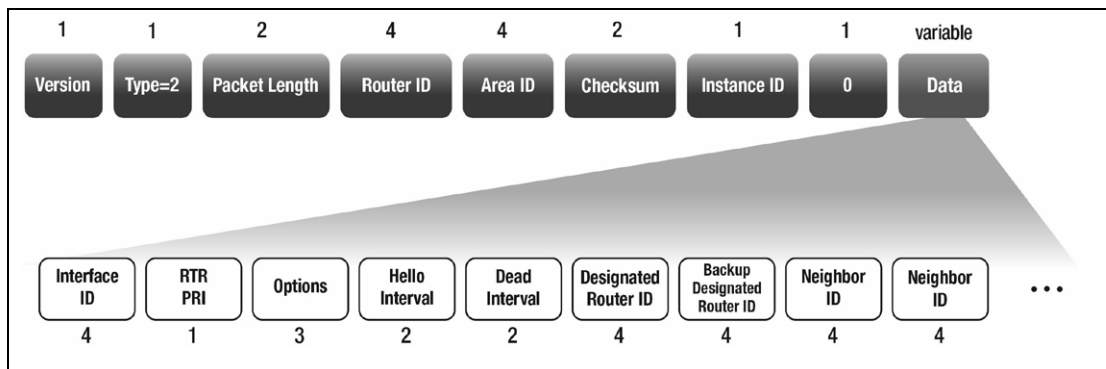 1 1 2 4 4 2 1 1 variable
Version Type=2 Packet Length Router ID Area ID Checksum Instance ID 0 Data
Interface ID RTR PRI Options Hello Interval Dead Interval Designated Router ID Backup Designated Router ID Neighbor ID Neighbor ID ...
4 1 3 2 2 4 4 4 4